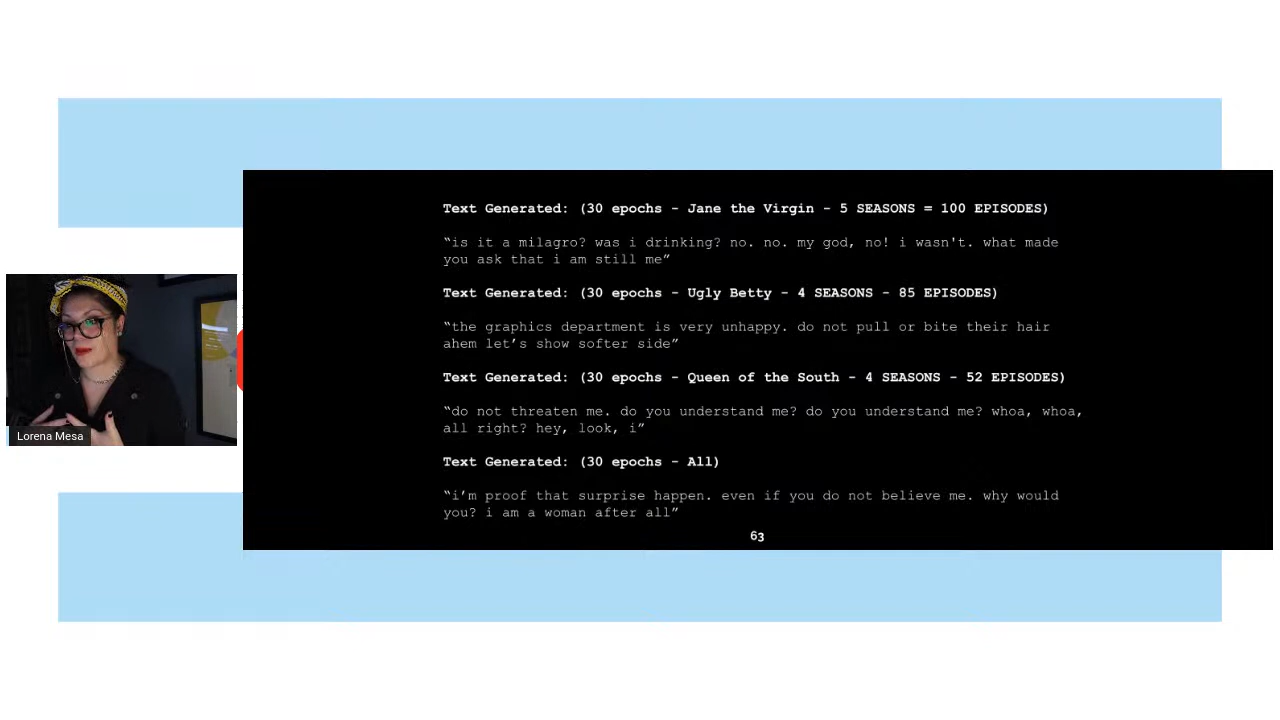 Text Generated: (30 epochs - Jane the Virgin - 5 SEASONS = 100 EPISODES)
“is it a milagro? was i drinking? no. no. my god, no! i wasn't. what made
you ask that i am still me”
Text Generated: (30 epochs - Ugly Betty - 4 SEASONS - 85 EPISODES)
“the graphics department is very unhappy. do not pull or bite their hair
ahem let’s show softer side”
Text Generated: (30 epochs - Queen of the South - 4 SEASONS - 52 EPISODES)
“do not threaten me. do you understand me? do you understand me? whoa, whoa,
all right? hey, look, i”
Text Generated: (30 epochs - All)
“i’m proof that surprise happen. even if you do not believe me. why would
you? i am a woman after all”
63
Lorena Mesa